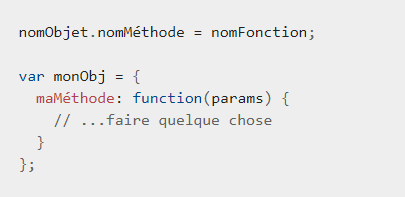 nomObjet.nomMéthode = nomFonction;
var monObj = {
  maMéthode: function(params) {
    // ...faire quelque chose
  }
};